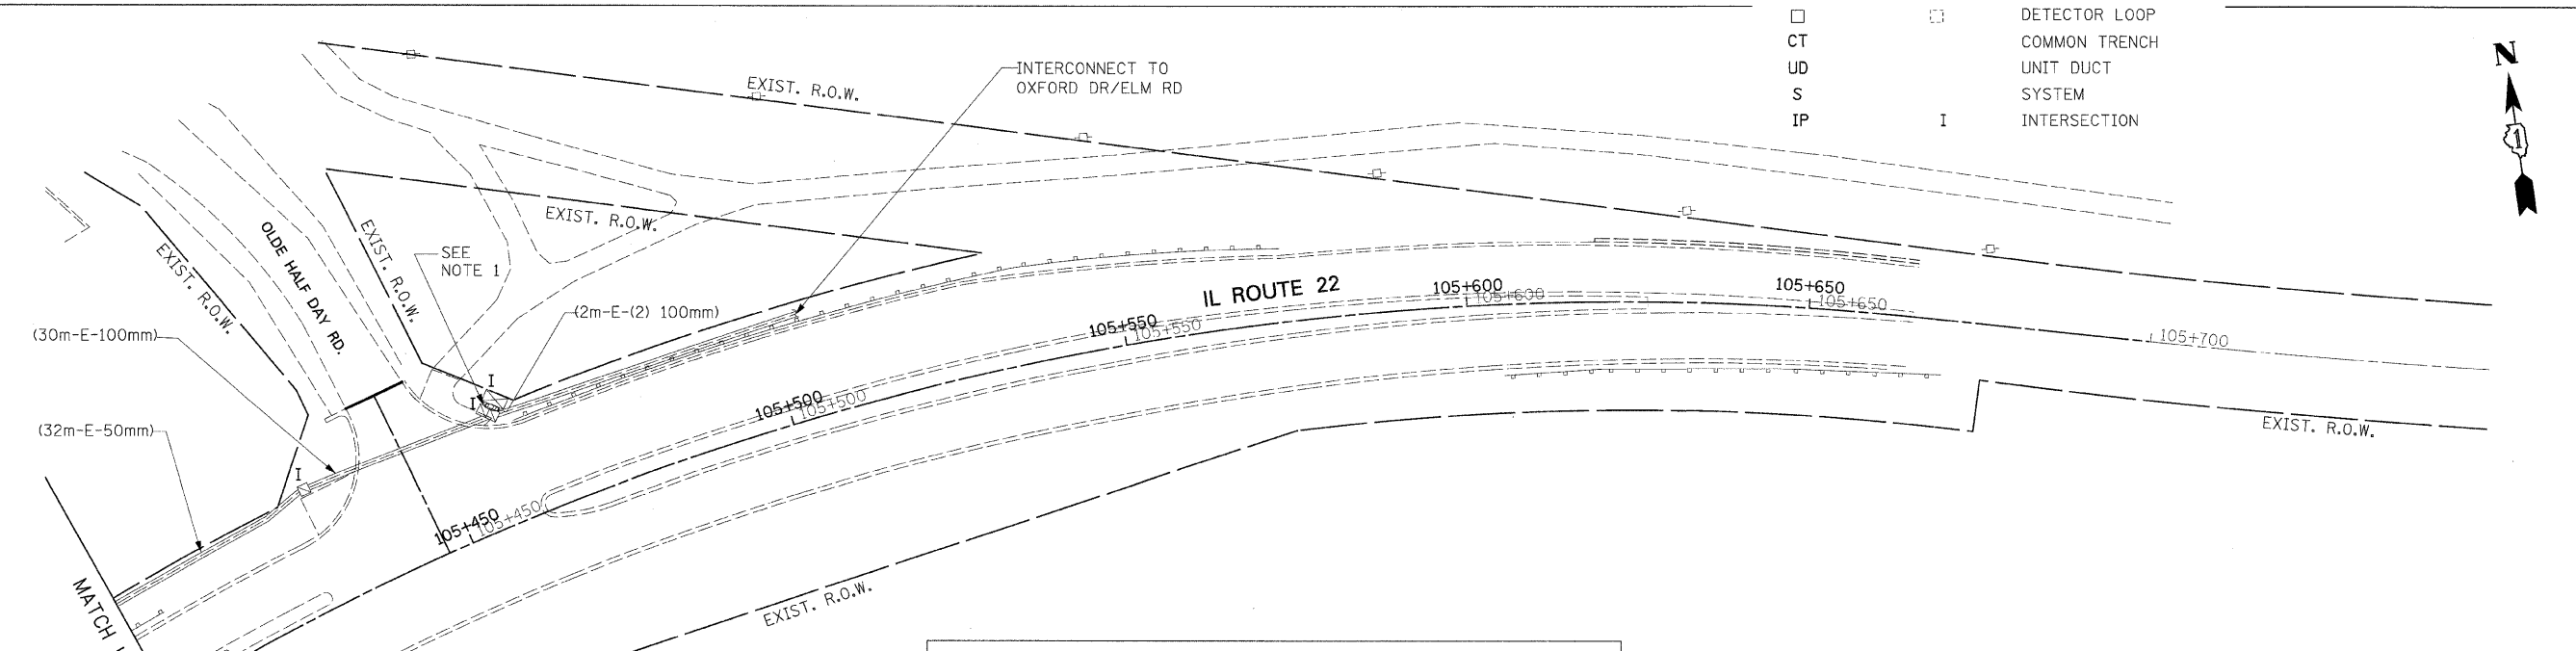 DETECTOR LOOP
CT COMMON TRENCH
UD UNIT DUCT
S SYSTEM
IP I INTERSECTION
N
1
INTERCONNECT TO
OXFORD DR/ELM RD
EXIST. R.O.W.
EXIST. R.O.W.
EXIST. R.O.W.
EXIST. R.O.W.
OLDE HALF DAY RD.
SEE
NOTE 1
(2m-E-(2) 100mm)
(30m-E-100mm)
(32m-E-50mm)
I
I
I
IL ROUTE 22
105+450
105+450
105+500
105+500
105+550
105+550
105+600
105+600
105+650
105+650
105+700
EXIST. R.O.W.
EXIST. R.O.W.
MATCH